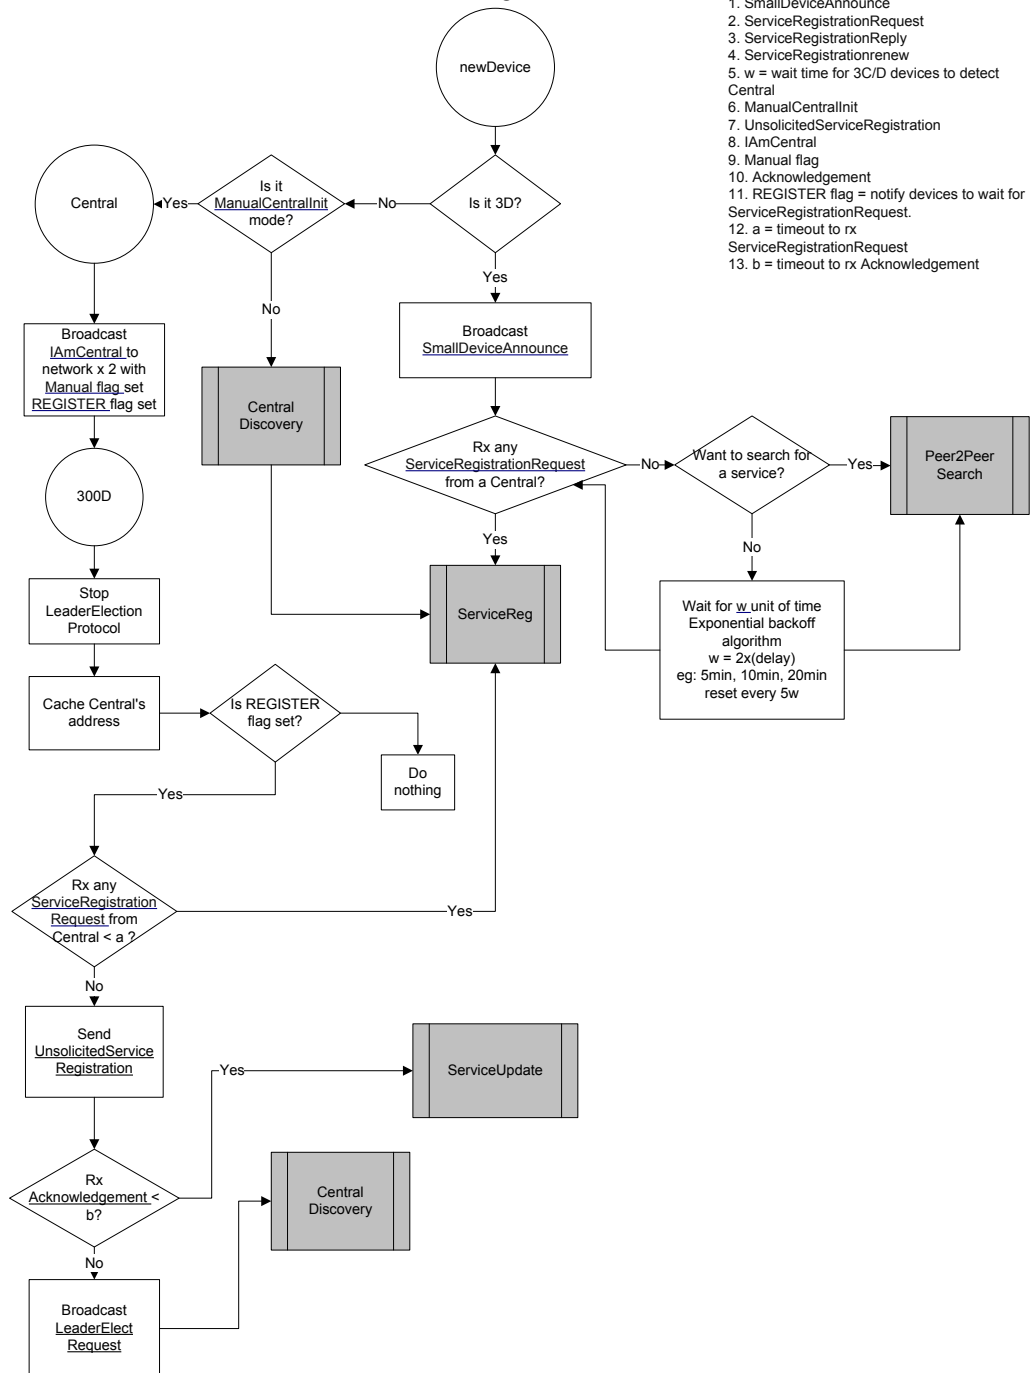 1. SmallDeviceAnnounce
2. ServiceRegistrationRequest
3. ServiceRegistrationReply
4. ServiceRegistrationrenew
5. w = wait time for 3C/D devices to detect
Central
6. ManualCentralInit
7. UnsolicitedServiceRegistration
8. IAmCentral
9. Manual flag
10. Acknowledgement
11. REGISTER flag = notify devices to wait for
ServiceRegistrationRequest.
12. a = timeout to rx
ServiceRegistrationRequest
13. b = timeout to rx Acknowledgement
newDevice
Is it 3D?
No
Is it
ManualCentralInit
mode?
Yes
Central
Yes
No
Broadcast
SmallDeviceAnnounce
Broadcast
IAmCentral to
network x 2 with
Manual flag set
REGISTER flag set
Central
Discovery
Rx any
ServiceRegistrationRequest
from a Central?
No
Want to search for
a service?
Yes
Peer2Peer
Search
300D
Yes
No
Stop
LeaderElection
Protocol
ServiceReg
Wait for w unit of time
Exponential backoff
algorithm
w = 2x(delay)
eg: 5min, 10min, 20min
reset every 5w
Cache Central's
address
Is REGISTER
flag set?
Do
nothing
Yes
Rx any
ServiceRegistration
Request from
Central < a ?
Yes
No
Send
UnsolicitedService
Registration
Yes
ServiceUpdate
Rx
Acknowledgement <
b?
Central
Discovery
No
Broadcast
LeaderElect
Request